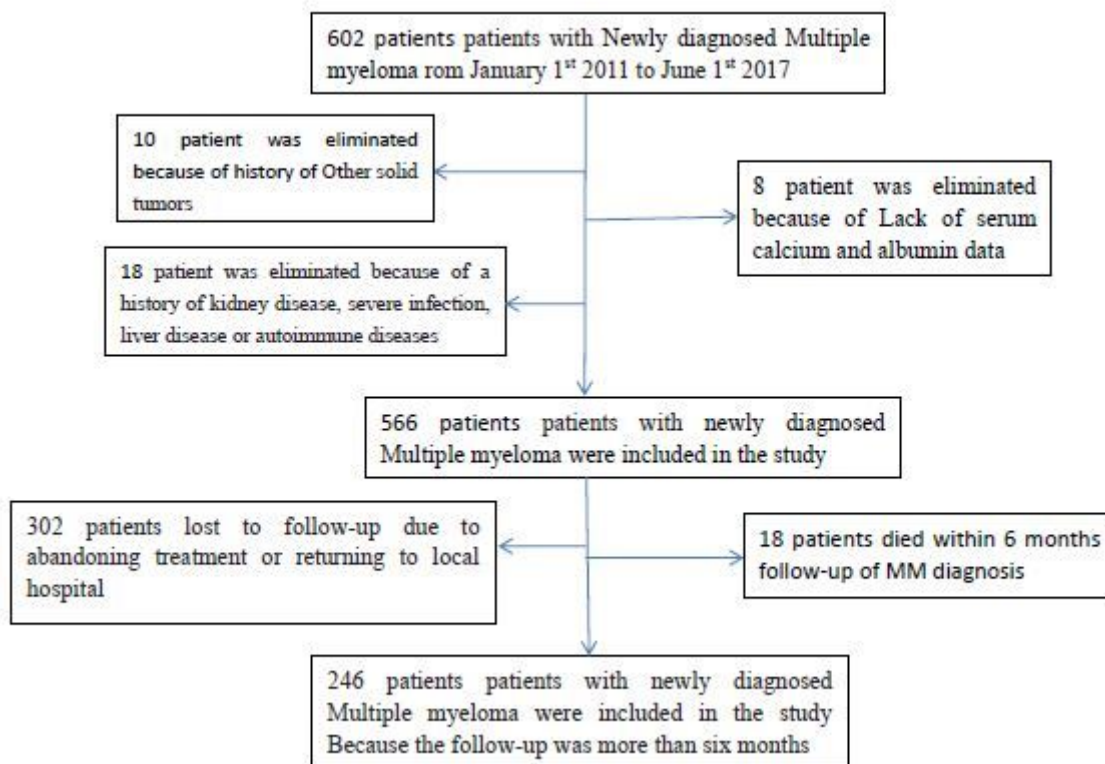 602 patients patients with Newly diagnosed Multiple
myeloma rom January 1st 2011 to June 1st 2017
10 patient was eliminated
because of history of Other solid
tumors
8 patient was eliminated
because of Lack of serum
calcium and albumin data
18 patient was eliminated because of a
history of kidney disease, severe infection,
liver disease or autoimmune diseases
566 patients patients with newly diagnosed
Multiple myeloma were included in the study
302 patients lost to follow-up due to
abandoning treatment or returning to local
hospital
18 patients died within 6 months
follow-up of MM diagnosis
246 patients patients with newly diagnosed
Multiple myeloma were included in the study
Because the follow-up was more than six months